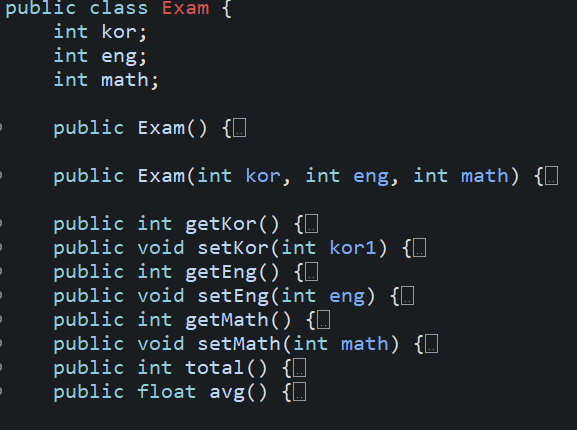 public class Exam {
int kor;
int eng;
int math;
public Exam() {
public Exam(int kor, int eng, int math) {
public int getKor() {
public void setKor(int kor1) {
public int getEng() {
public void setEng(int eng) {
public int getMath() {
public void setMath(int math) {
public int total() {
public float avg() {